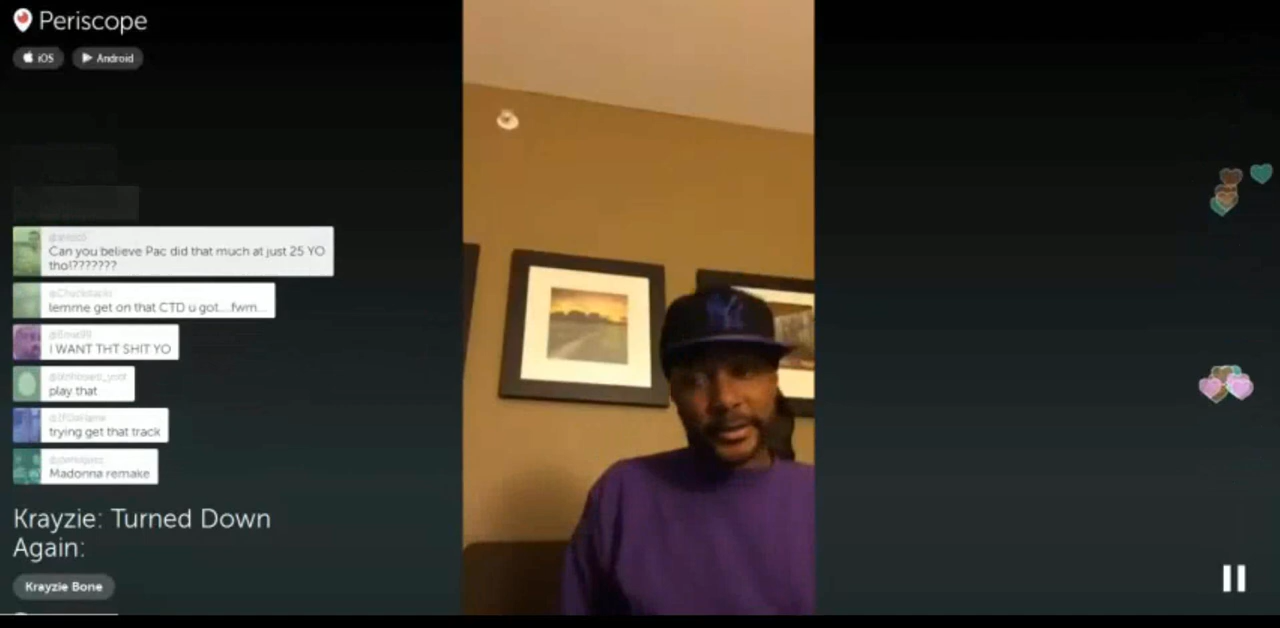 Periscope
iOS
Android
Can you believe Pac did that much at just 25 YO
tho!???????
@Chuckstacks
lemme get on that CTD u got....fwm...
I WANT THT SHIT YO
play that
trying get that track
Madonna remake
Krayzie: Turned Down
Again:
Krayzie Bone